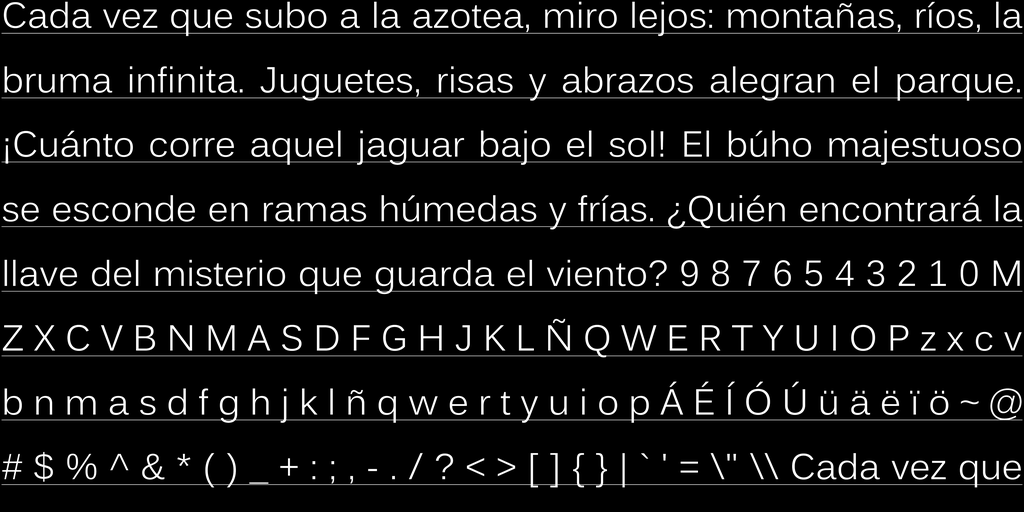 Cada vez que subo a la azotea, miro lejos: montañas, ríos, la
bruma infinita. Juguetes, risas y abrazos alegran el parque.
¡Cuánto corre aquel jaguar bajo el sol! El búho majestuoso
se esconde en ramas húmedas y frías. ¿Quién encontrará la
llave del misterio que guarda el viento? 9 8 7 6 5 4 3 2 1 0 M
Z X C V B N M A S D F G H J K L Ñ Q W E R T Y U I O P z x c v
b n m a s d f g h j k l ñ q w e r t y u i o p Á É Í Ó Ú ü ä ë ï ö ~ @
# $ % ^ & * ( ) _ + : ; , - . / ? < > [ ] { } | ` ' = \" \\ Cada vez que